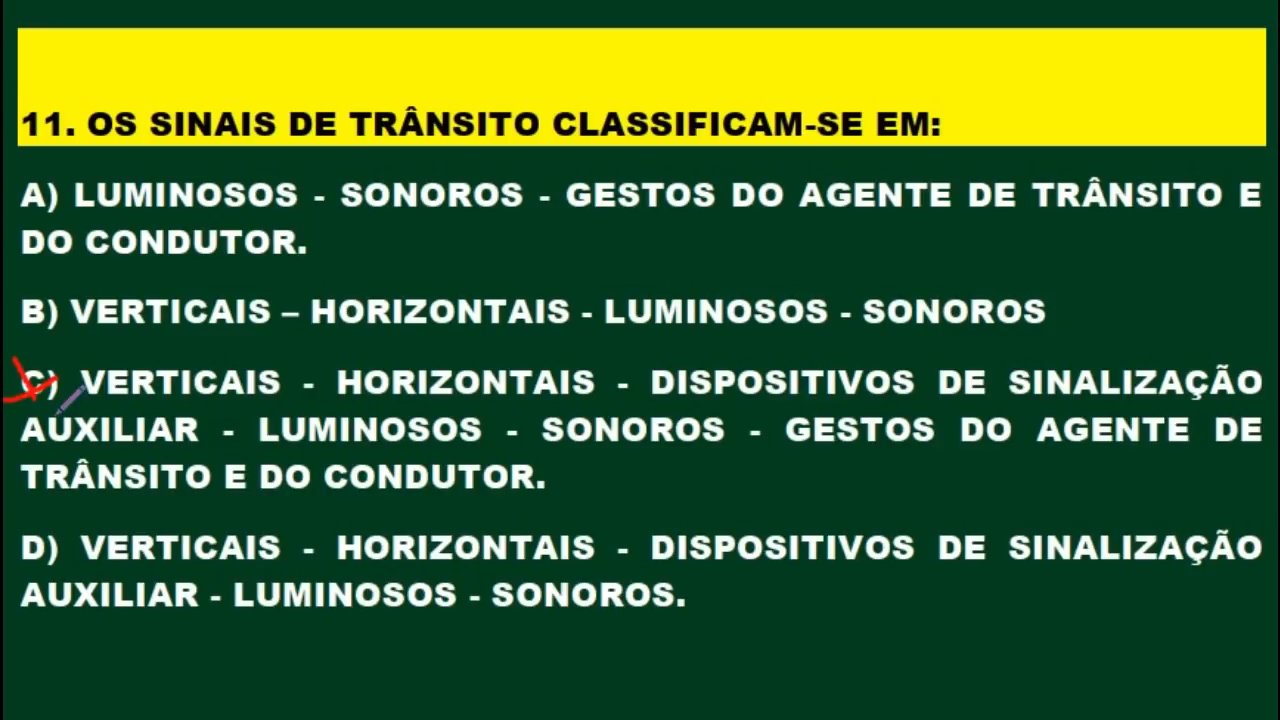 11. OS SINAIS DE TRÂNSITO CLASSIFICAM-SE EM:
A) LUMINOSOS - SONOROS - GESTOS DO AGENTE DE TRÂNSITO E
DO CONDUTOR.
B) VERTICAIS – HORIZONTAIS - LUMINOSOS - SONOROS
C) VERTICAIS - HORIZONTAIS - DISPOSITIVOS DE SINALIZAÇÃO
AUXILIAR - LUMINOSOS - SONOROS - GESTOS DO AGENTE DE
TRÂNSITO E DO CONDUTOR.
D) VERTICAIS - HORIZONTAIS - DISPOSITIVOS DE SINALIZAÇÃO
AUXILIAR - LUMINOSOS - SONOROS.